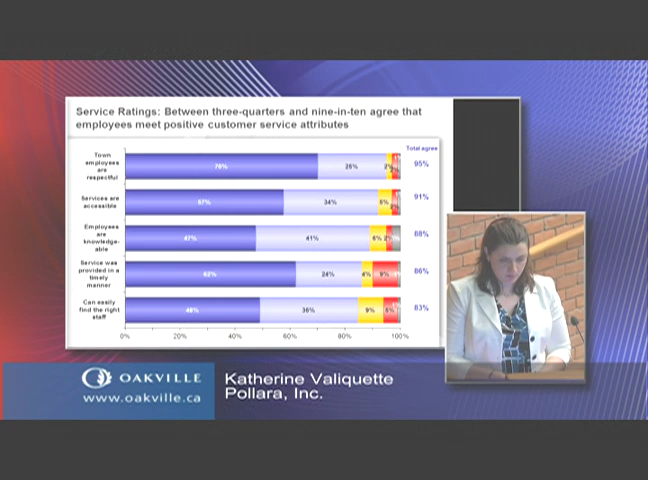 Service Ratings: Between three-quarters and nine-in-ten agree that
employees meet positive customer service attributes
Total agree
Town
employees
are
respectful
70% 25% 2% 95%
Services are
accessible
57% 34% 5% 91%
Employees
are
knowledge-
able
47% 41% 6% 2% 88%
Service was
provided in a
timely
manner
62% 24% 4% 9% 86%
Can easily
find the right
staff
48% 9% 5% 83%
0% 20% 40% 60% 80% 100%
OAKVILLE
www.oakville.ca
Katherine Valiquette
Pollara, Inc.